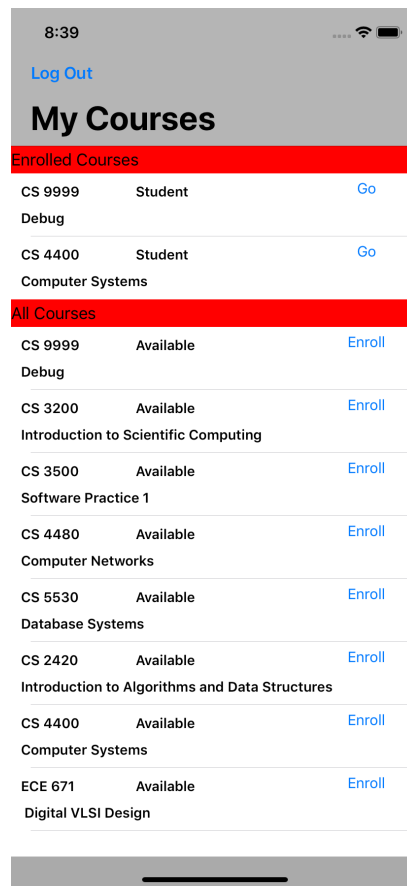 8:39
Log Out
My Courses
Enrolled Courses
CS 9999 Student Go
Debug
CS 4400 Student Go
Computer Systems
All Courses
CS 9999 Available Enroll
Debug
CS 3200 Available Enroll
Introduction to Scientific Computing
CS 3500 Available Enroll
Software Practice 1
CS 4480 Available Enroll
Computer Networks
CS 5530 Available Enroll
Database Systems
CS 2420 Available Enroll
Introduction to Algorithms and Data Structures
CS 4400 Available Enroll
Computer Systems
ECE 671 Available Enroll
Digital VLSI Design